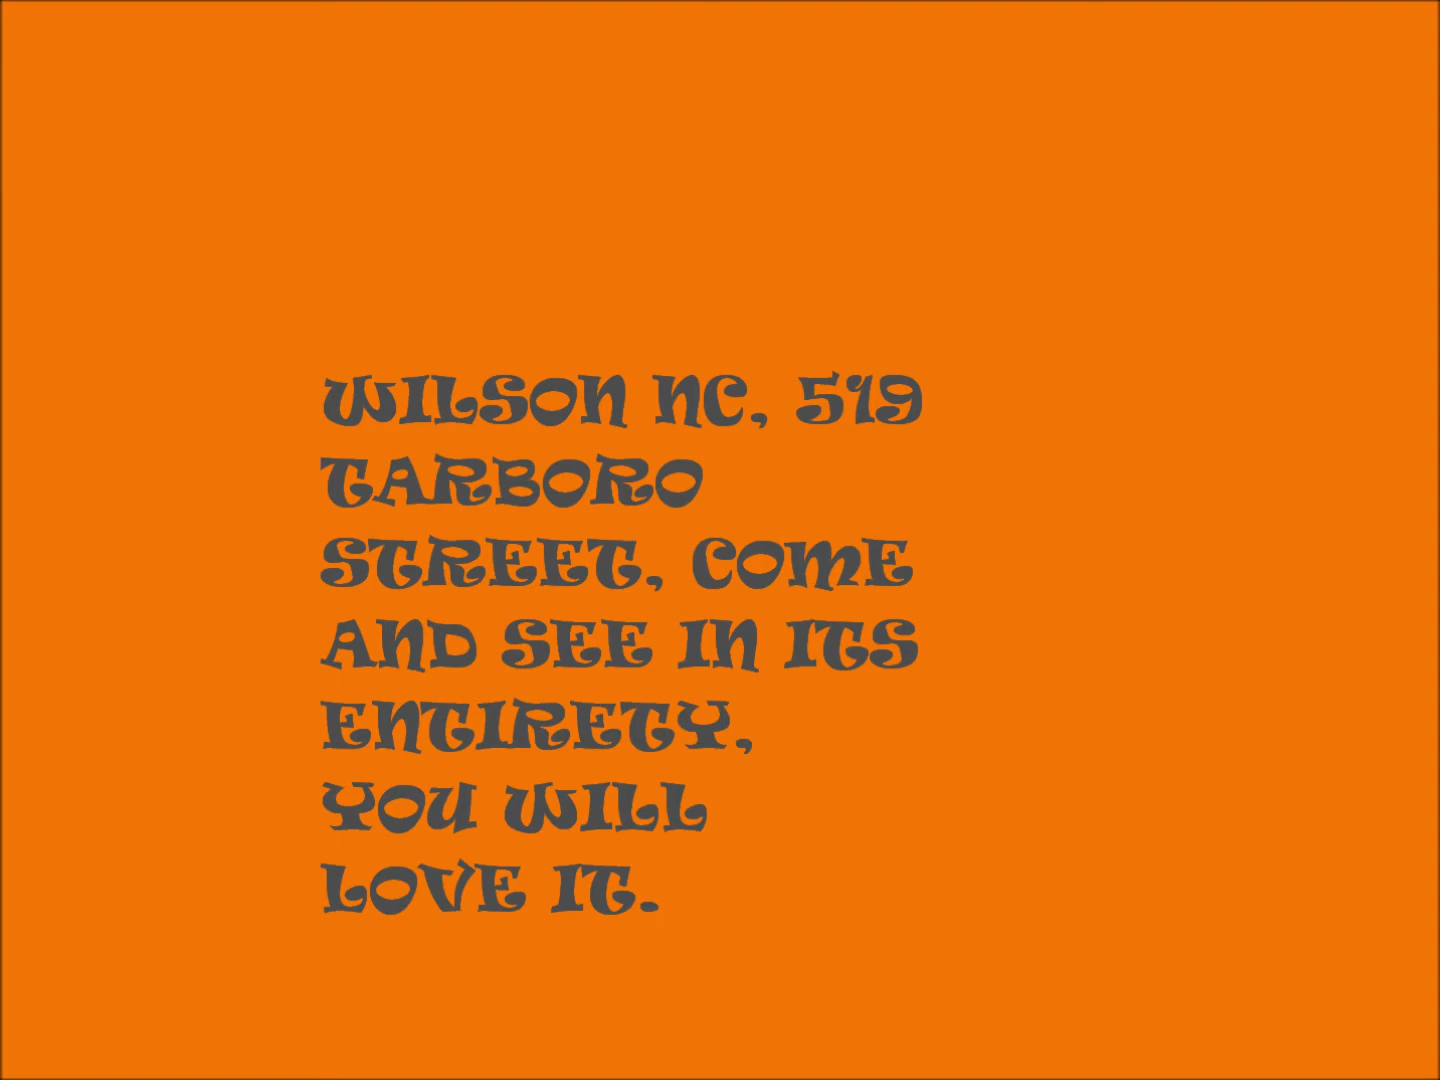 WILSON NC, 519
TARBORO
STREET, COME
AND SEE IN ITS
ENTIRETY,
YOU WILL
LOVE IT.